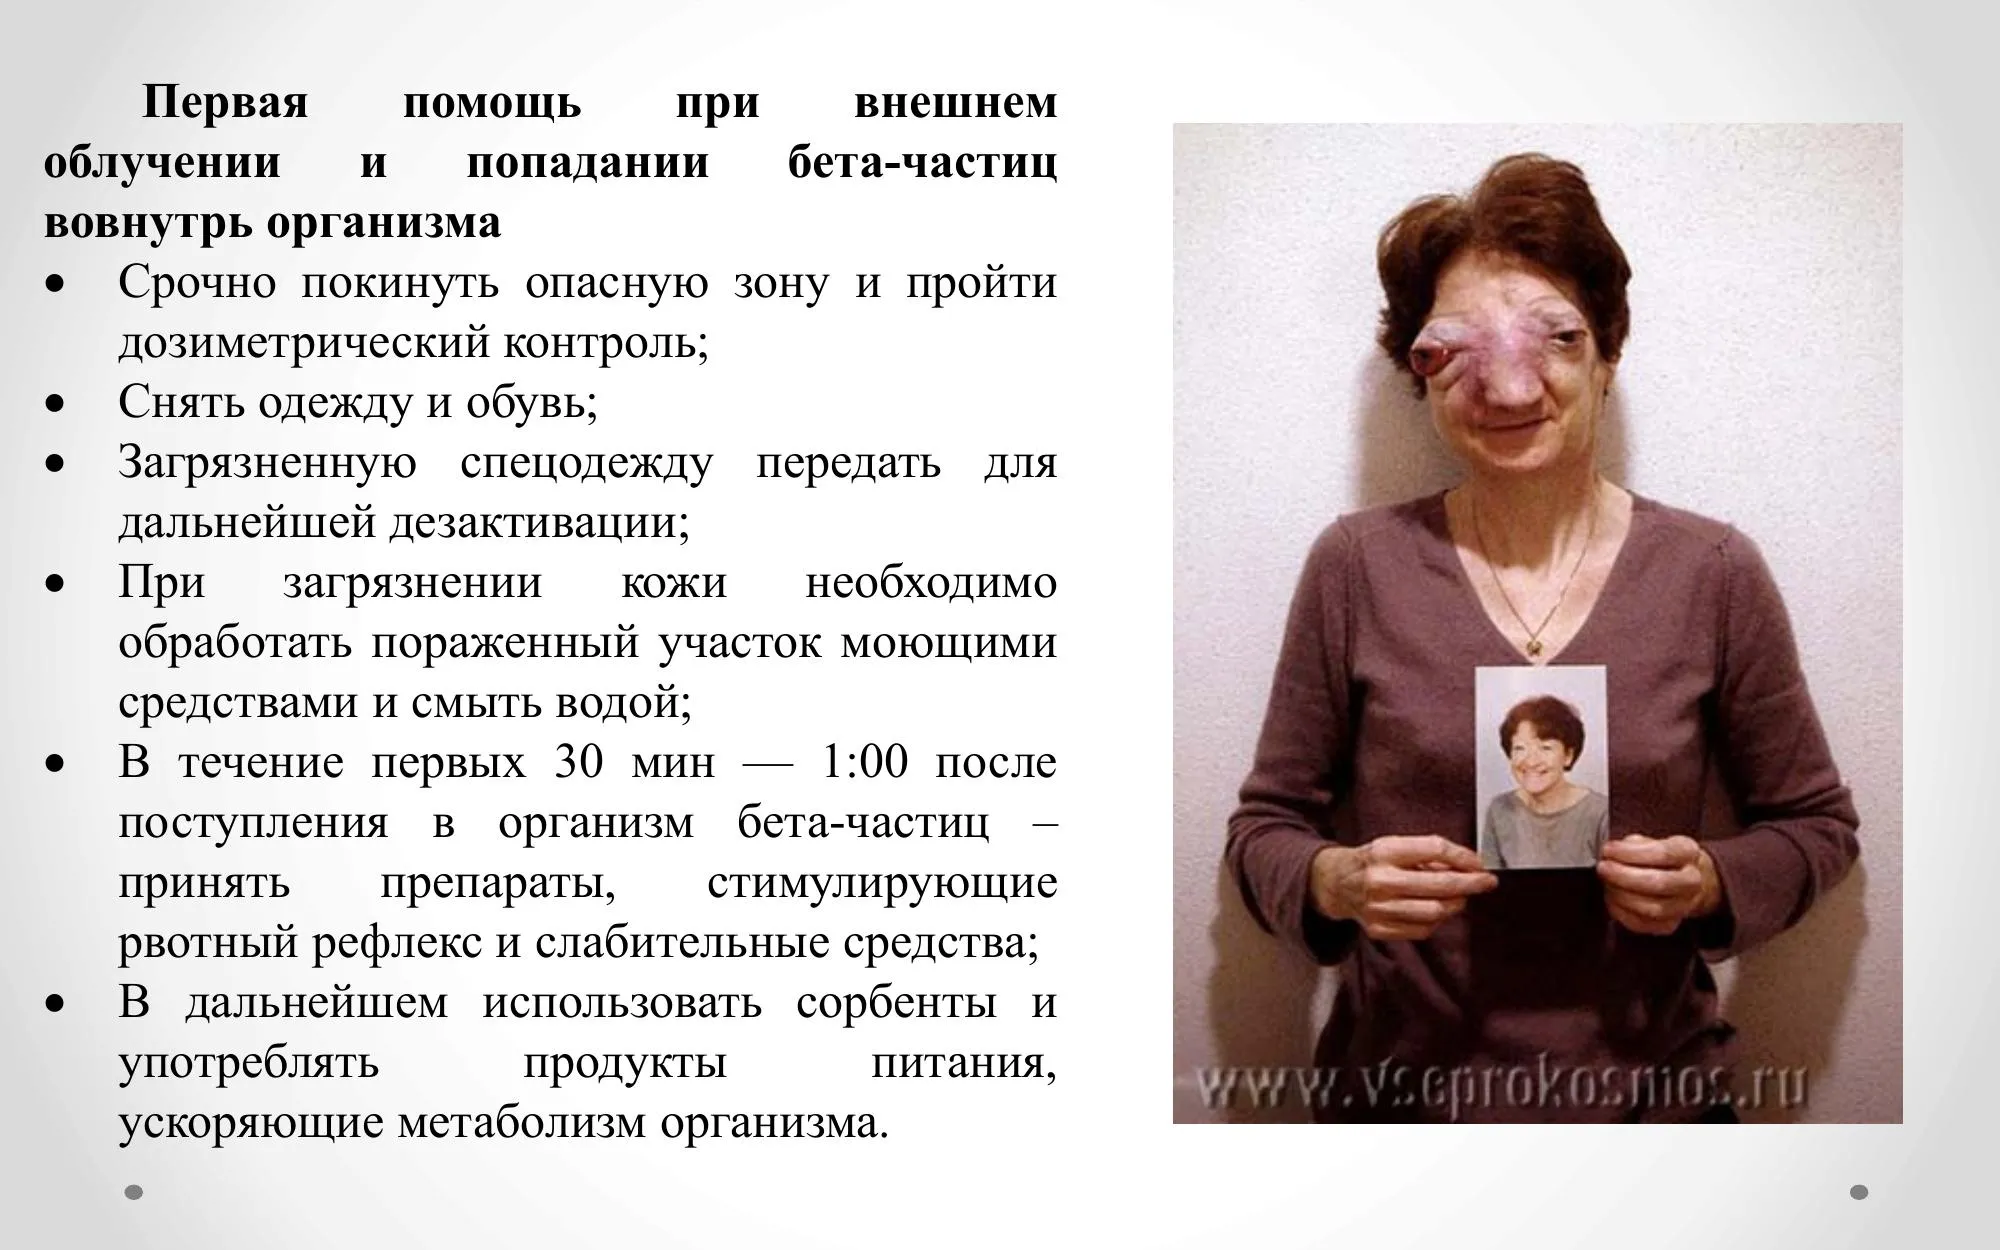 Первая помощь при внешнем
облучении и попадании бета-частиц
вовнутрь организма
• Срочно покинуть опасную зону и пройти
дозиметрический контроль;
• Снять одежду и обувь;
• Загрязненную спецодежду передать для
дальнейшей дезактивации;
• При загрязнении кожи необходимо
обработать пораженный участок моющими
средствами и смыть водой;
• В течение первых 30 мин — 1:00 после
поступления в организм бета-частиц –
принять препараты, стимулирующие
рвотный рефлекс и слабительные средства;
• В дальнейшем использовать сорбенты и
употреблять продукты питания,
ускоряющие метаболизм организма.
www.vseprokosmos.ru